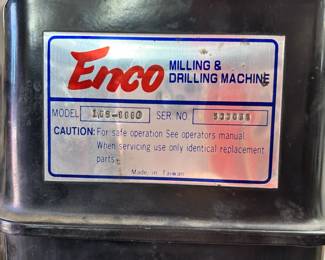 Enco MILLING &
DRILLING MACHINE
MODEL SER NO
CAUTION: For safe operation See operators manual.
When servicing use only identical replacement
parts.
Made in Taiwan